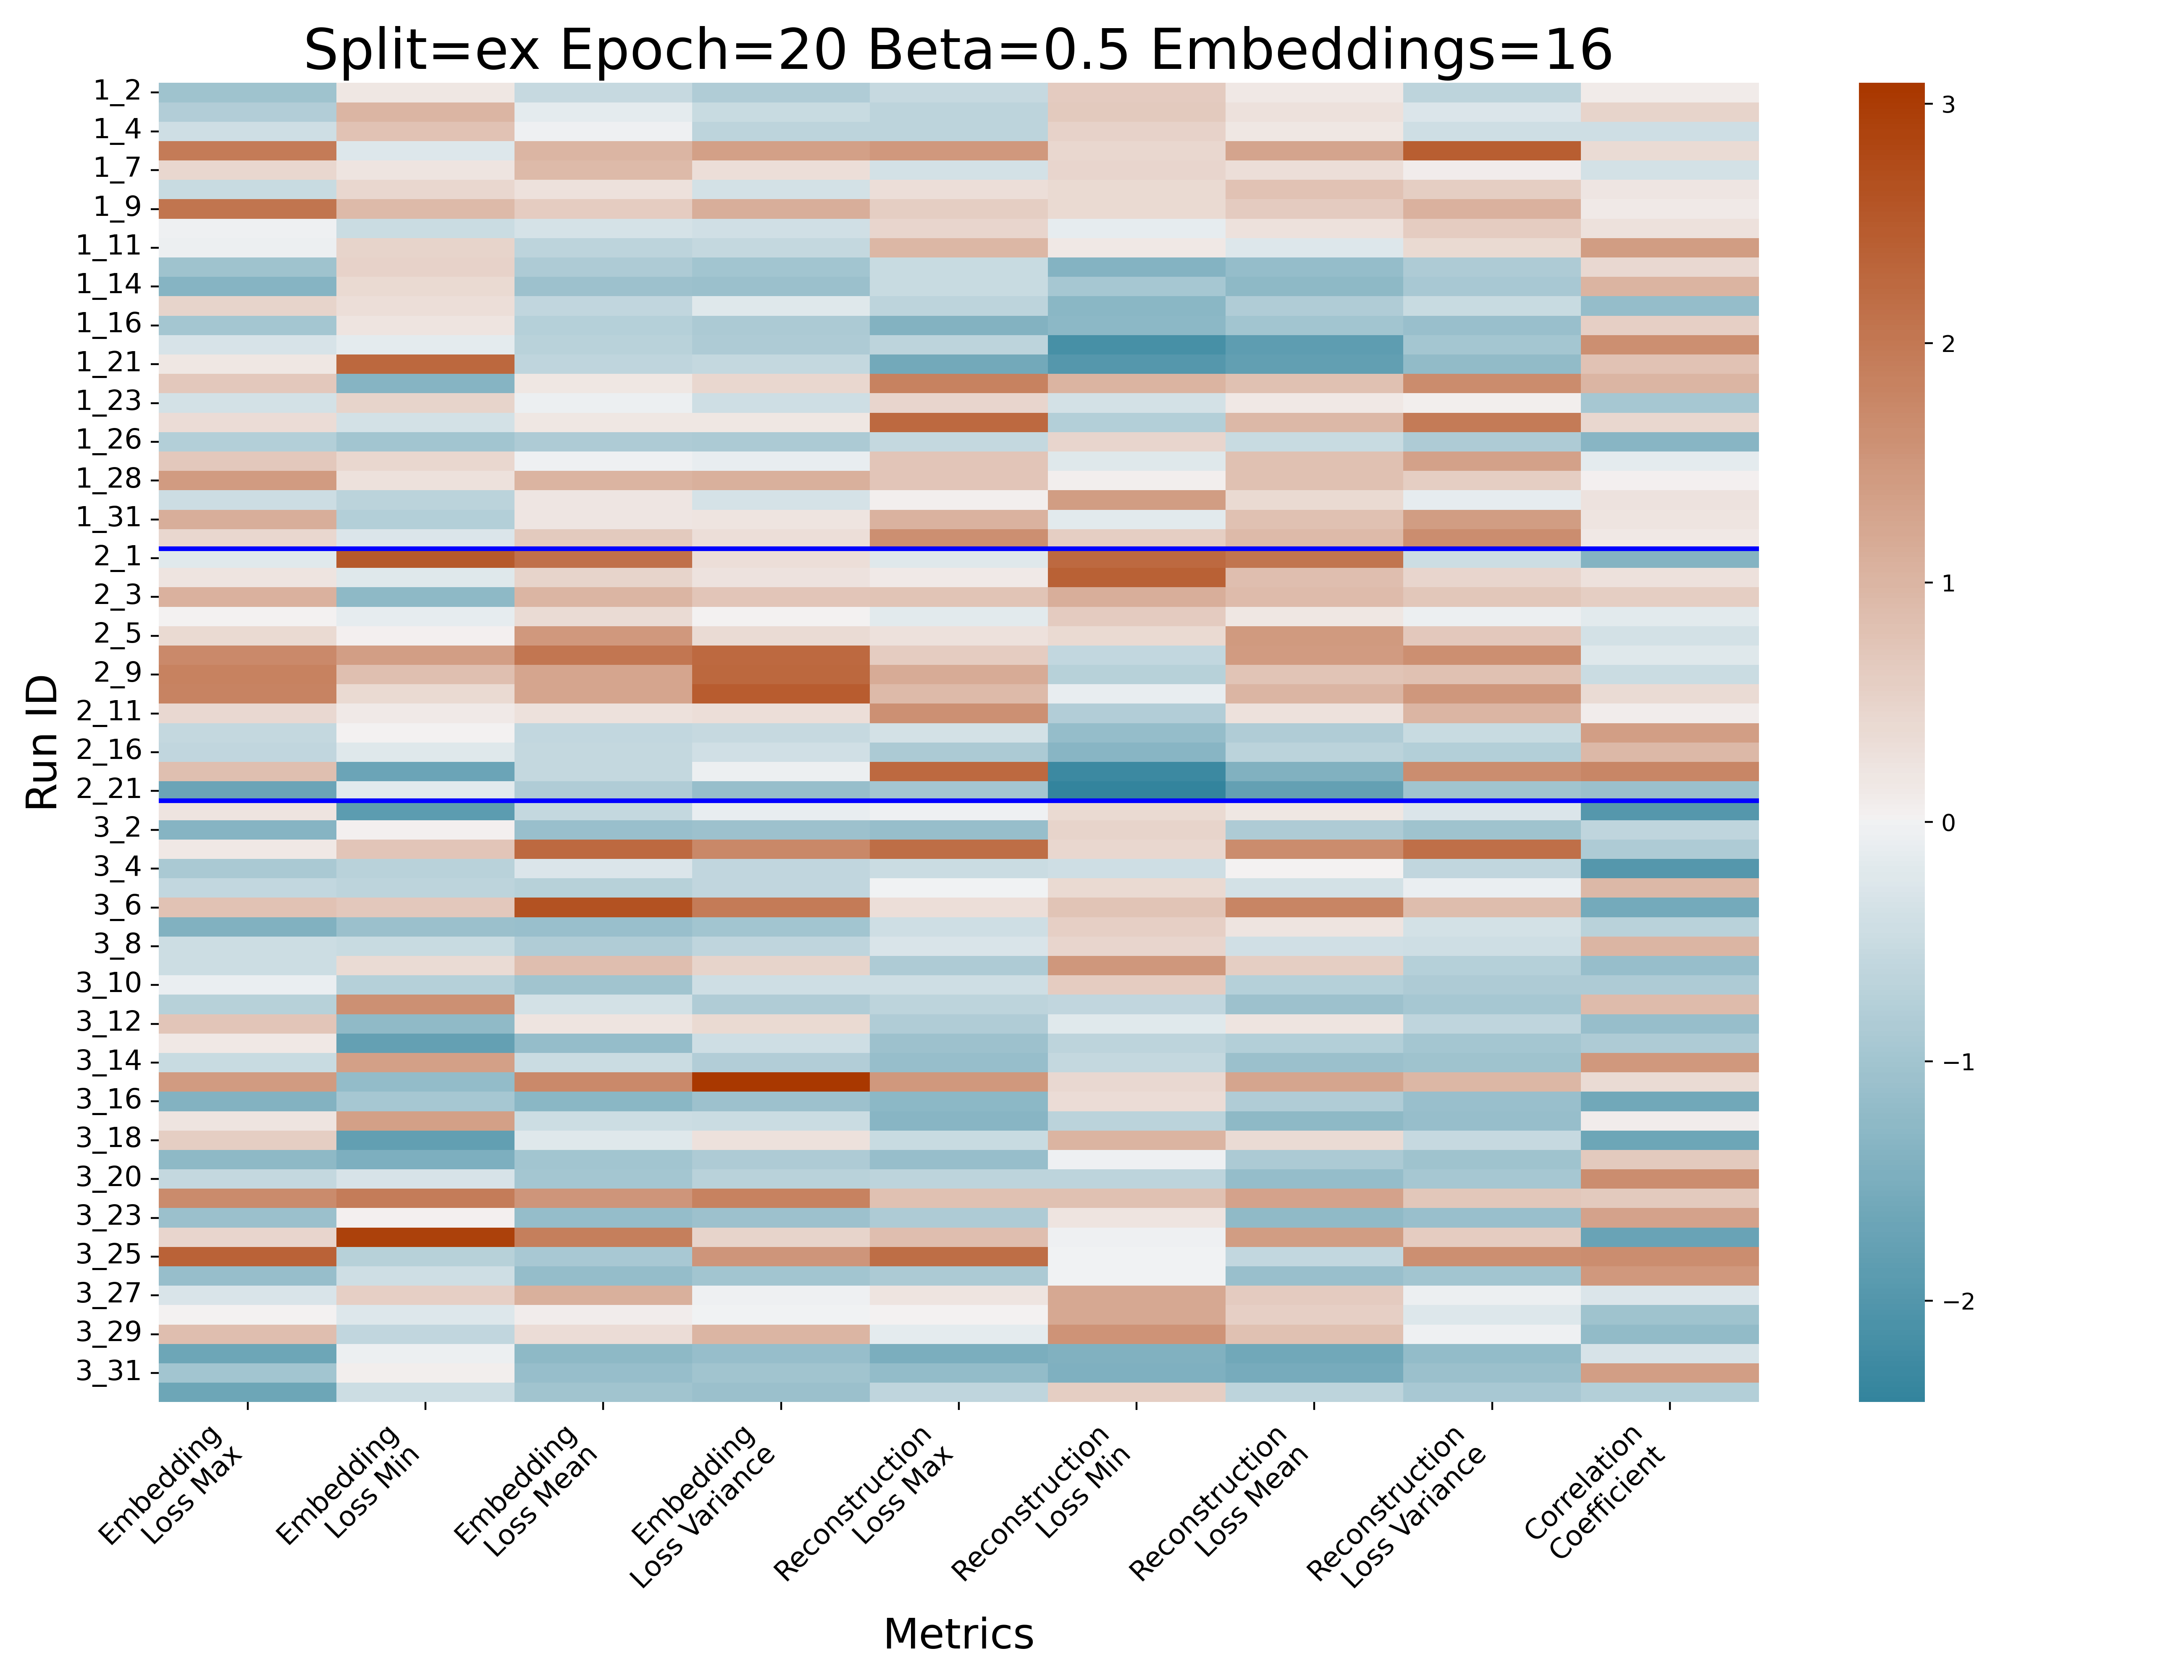 Split=ex Epoch=20 Beta=0.5 Embeddings=16
Run ID
1_2
1_4
1_7
1_9
1_11
1_14
1_16
1_21
1_23
1_26
1_28
1_31
2_1
2_3
2_5
2_9
2_11
2_16
2_21
3_2
3_4
3_6
3_8
3_10
3_12
3_14
3_16
3_18
3_20
3_23
3_25
3_27
3_29
3_31
Embedding
Loss Max
Embedding
Loss Min
Embedding
Loss Mean
Embedding
Loss Variance
Reconstruction
Loss Max
Reconstruction
Loss Min
Reconstruction
Loss Mean
Reconstruction
Loss Variance
Correlation
Coefficient
Metrics
3
2
1
0
−1
−2